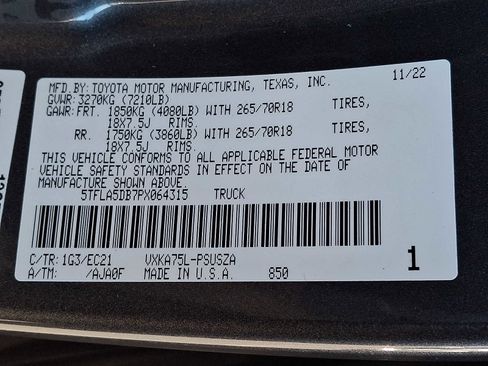 MFD.BY:TOYOTA MOTOR MANUFACTURING, TEXAS, INC. 11/22
GVWR: 3270KG (7210LB)
GAWR: FRT. 1850KG (4080LB) WITH 265/70R18 TIRES,
18X7.5J RIMS.
RR. 1750KG (3860LB) WITH 265/70R18 TIRES,
18X7.5J RIMS.
THIS VEHICLE CONFORMS TO ALL APPLICABLE FEDERAL MOTOR
VEHICLE SAFETY STANDARDS IN EFFECT ON THE DATE OF
MANUFACTURE SHOWN ABOVE.
5TFLA5DB7PX064315 TRUCK
C/TR: 1G3/EC21 VXKA75L-PSUSZA
A/TM: /AJA0F MADE IN U.S.A. 850 1